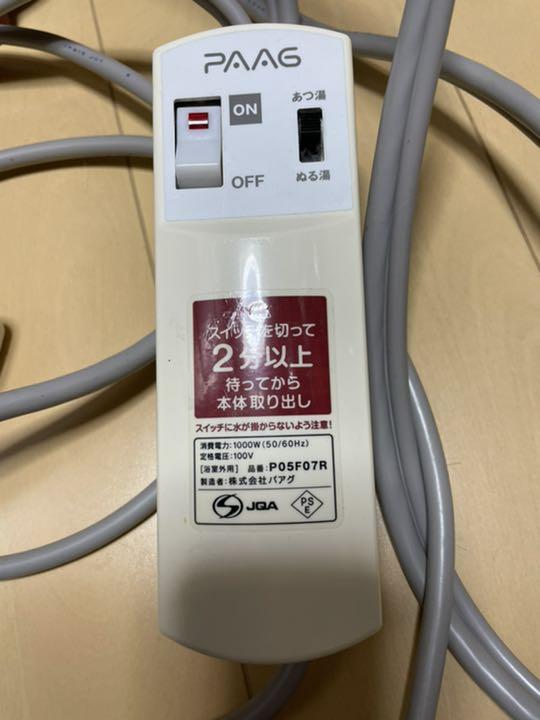 PAAG
ON
OFF
あつ湯
ぬる湯
スイッチを切って
2分以上
待ってから
本体取り出し
スイッチに水が掛からないよう注意!
消費電力:1000W(50/60Hz)
定格電圧:100V
[浴室外用] 品番:P05F07R
製造者:株式会社パアグ
JQA
PS
E